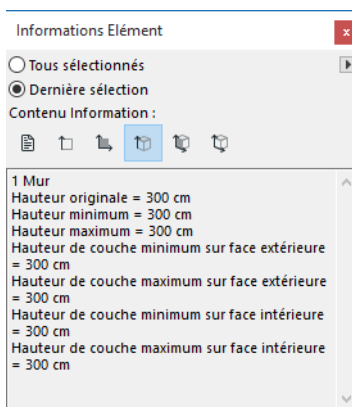 Informations Elément
x
Tous sélectionnés
Dernière sélection
Contenu Information :
1 Mur
Hauteur originale = 300 cm
Hauteur minimum = 300 cm
Hauteur maximum = 300 cm
Hauteur de couche minimum sur face extérieure
= 300 cm
Hauteur de couche maximum sur face extérieure
= 300 cm
Hauteur de couche minimum sur face intérieure
= 300 cm
Hauteur de couche maximum sur face intérieure
= 300 cm